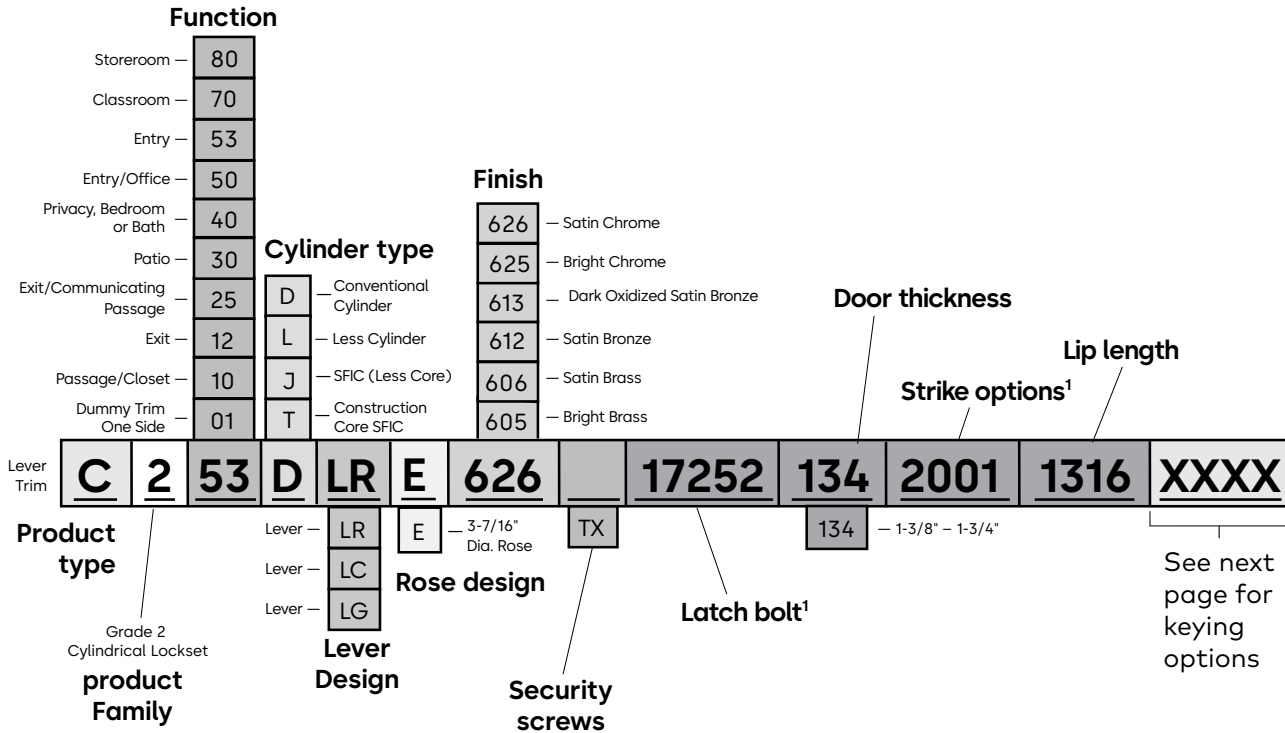 Function
Storeroom — 80
Classroom — 70
Entry — 53
Entry/Office — 50
Privacy, Bedroom
or Bath — 40
Patio — 30
Exit/Communicating
Passage — 25
Exit — 12
Passage/Closet — 10
Dummy Trim
One Side — 01
Cylinder type
D — Conventional
Cylinder
L — Less Cylinder
J — SFIC (Less Core)
T — Construction
Core SFIC
Finish
626 — Satin Chrome
625 — Bright Chrome
613 — Dark Oxidized Satin Bronze
612 — Satin Bronze
606 — Satin Brass
605 — Bright Brass
Door thickness
Strike options¹
Lip length
Lever
Trim
C 2 53 D LR E 626 __ 17252 134 2001 1316 XXXX
Product
type
Grade 2
Cylindrical Lockset
product
Family
Lever — LR
Lever — LC
Lever — LG
Lever
Design
E — 3-7/16"
Dia. Rose
Rose design
TX
Security
screws
Latch bolt¹
134 — 1-3/8" – 1-3/4"
See next
page for
keying
options